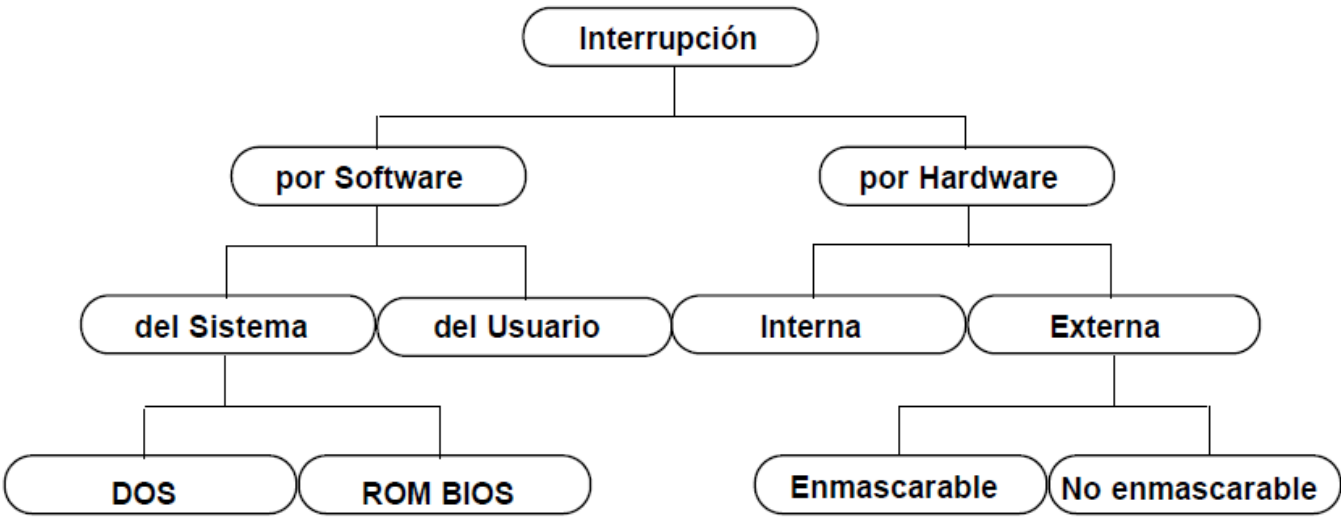 Interrupción
por Software
por Hardware
del Sistema
del Usuario
Interna
Externa
DOS
ROM BIOS
Enmascarable
No enmascarable